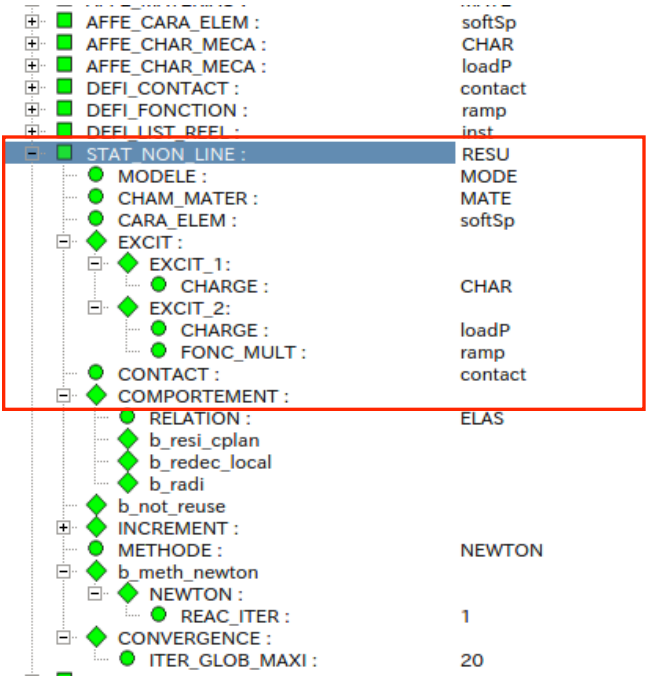 AFFE_CARA_ELEM : softSp
AFFE_CHAR_MECA : CHAR
AFFE_CHAR_MECA : loadP
DEFI_CONTACT : contact
DEFI_FONCTION : ramp
DEFI_LIST_REEL : inst
STAT_NON_LINE : RESU
MODELE : MODE
CHAM_MATER : MATE
CARA_ELEM : softSp
EXCIT :
EXCIT_1:
CHARGE : CHAR
EXCIT_2:
CHARGE : loadP
FONC_MULT : ramp
CONTACT : contact
COMPORTEMENT :
RELATION : ELAS
b_resi_cplan
b_redec_local
b_radi
b_not_reuse
INCREMENT :
METHODE : NEWTON
b_meth_newton
NEWTON :
REAC_ITER : 1
CONVERGENCE :
ITER_GLOB_MAXI : 20